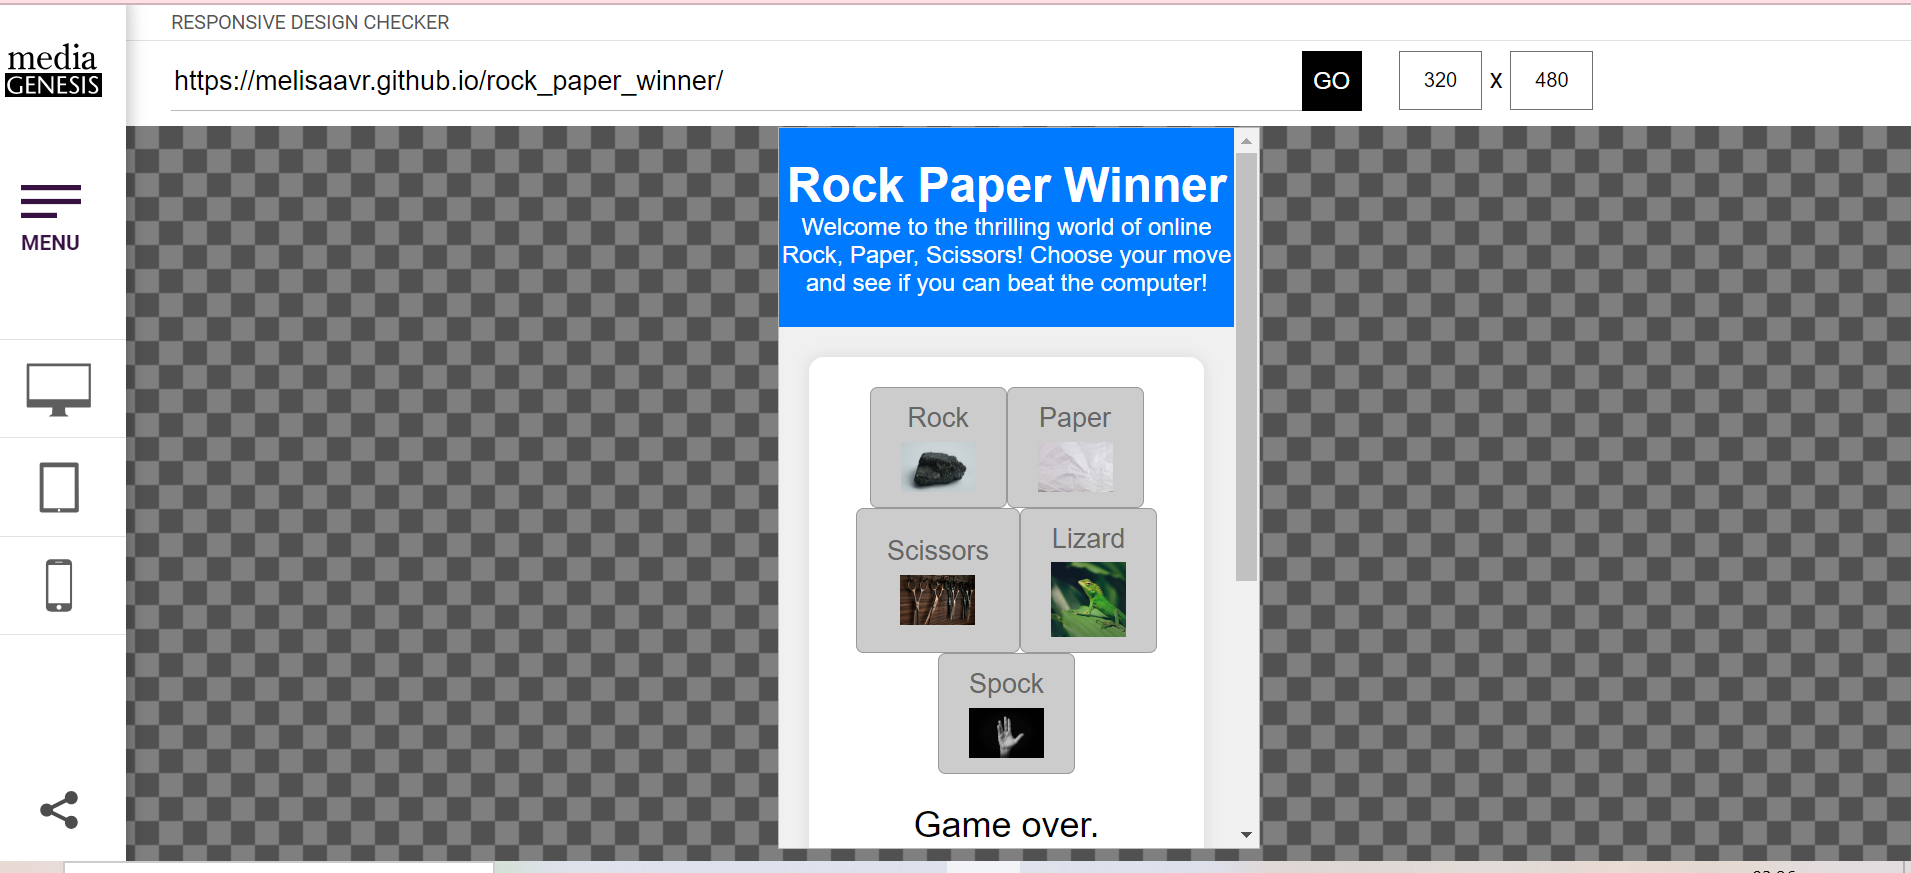 RESPONSIVE DESIGN CHECKER
media
GENESIS
https://melisaavr.github.io/rock_paper_winner/
GO
320
X
480
MENU
Rock Paper Winner
Welcome to the thrilling world of online
Rock, Paper, Scissors! Choose your move
and see if you can beat the computer!
Rock
Paper
Scissors
Lizard
Spock
Game over.